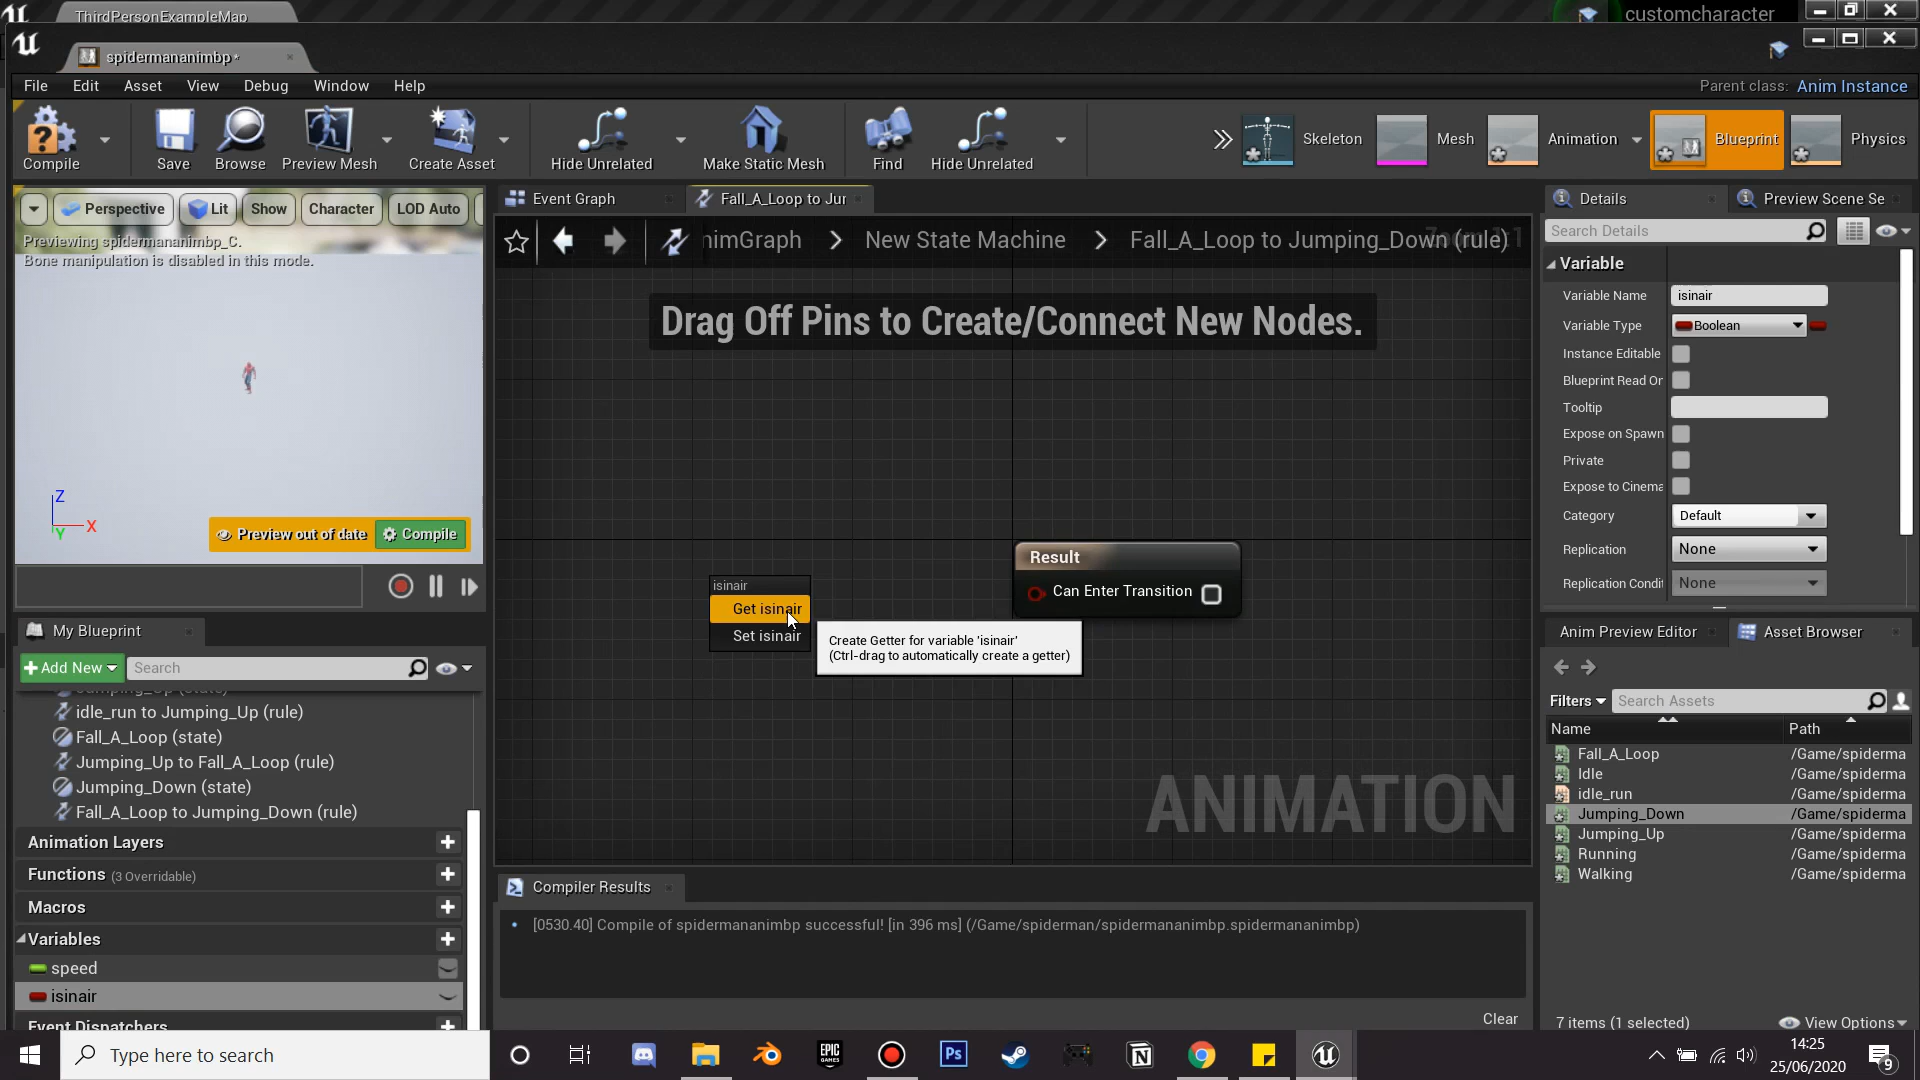 ThirdPersonExampleMap
customcharacter
spidermananimbp*
File Edit Asset View Debug Window Help
Parent class: Anim Instance
Compile
Save
Browse
Preview Mesh
Create Asset
Hide Unrelated
Make Static Mesh
Find
Hide Unrelated
Skeleton
Mesh
Animation
Blueprint
Physics
Perspective
Lit
Show
Character
LOD Auto
Previewing spidermananimbp_C.
Bone manipulation is disabled in this mode.
Z
X
Y
Preview out of date
Compile
Event Graph
Fall_A_Loop to Jur
nimGraph > New State Machine > Fall_A_Loop to Jumping_Down (rule)
Drag Off Pins to Create/Connect New Nodes.
Result
Can Enter Transition
isinair
Get isinair
Set isinair
Create Getter for variable 'isinair'
(Ctrl-drag to automatically create a getter)
ANIMATION
Compiler Results
[0530.40] Compile of spidermananimbp successful! [in 396 ms] (/Game/spiderman/spidermananimbp.spidermananimbp)
Clear
My Blueprint
Add New
Search
idle_run to Jumping_Up (rule)
Fall_A_Loop (state)
Jumping_Up to Fall_A_Loop (rule)
Jumping_Down (state)
Fall_A_Loop to Jumping_Down (rule)
Animation Layers
Functions (3 Overridable)
Macros
Variables
speed
isinair
Event Dispatchers
Details
Preview Scene Se
Search Details
Variable
Variable Name isinair
Variable Type Boolean
Instance Editable
Blueprint Read Or
Tooltip
Expose on Spawn
Private
Expose to Cinema
Category Default
Replication None
Replication Condit None
Anim Preview Editor
Asset Browser
Filters
Search Assets
Name Path
Fall_A_Loop /Game/spiderma
Idle /Game/spiderma
idle_run /Game/spiderma
Jumping_Down /Game/spiderma
Jumping_Up /Game/spiderma
Running /Game/spiderma
Walking /Game/spiderma
7 items (1 selected)
View Options
Type here to search
EPIC GAMES
Ps
14:25
25/06/2020
9